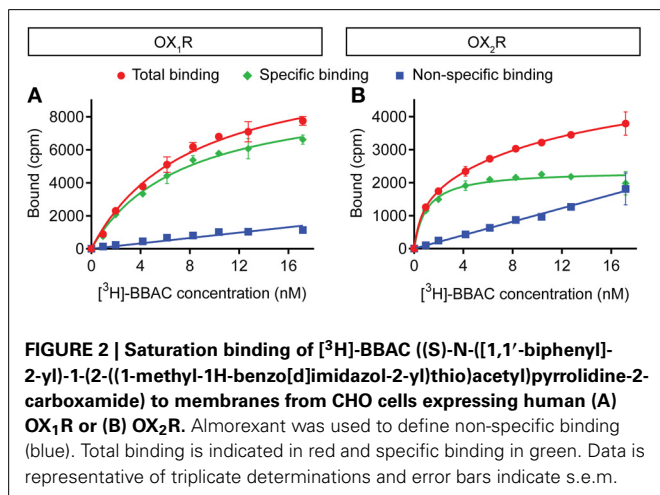 OX₁R
OX₂R
Total binding
Specific binding
Non-specific binding
A
B
Bound (cpm)
8000
6000
4000
2000
0
0
4
8
12
16
[³H]-BBAC concentration (nM)
Bound (cpm)
4000
3000
2000
1000
0
0
4
8
12
16
[³H]-BBAC concentration (nM)
FIGURE 2 | Saturation binding of [³H]-BBAC ((S)-N-([1,1′-biphenyl]-
2-yl)-1-(2-((1-methyl-1H-benzo[d]imidazol-2-yl)thio)acetyl)pyrrolidine-2-
carboxamide) to membranes from CHO cells expressing human (A)
OX₁R or (B) OX₂R. Almorexant was used to define non-specific binding
(blue). Total binding is indicated in red and specific binding in green. Data is
representative of triplicate determinations and error bars indicate s.e.m.